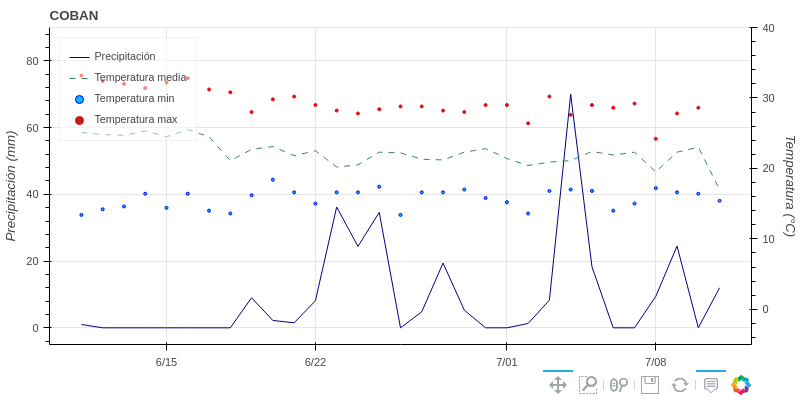 COBAN
Precipitación
Temperatura media
Temperatura min
Temperatura max
Precipitación (mm)
80
60
40
20
0
40
30
20
10
0
Temperatura (°C)
6/15
6/22
7/01
7/08